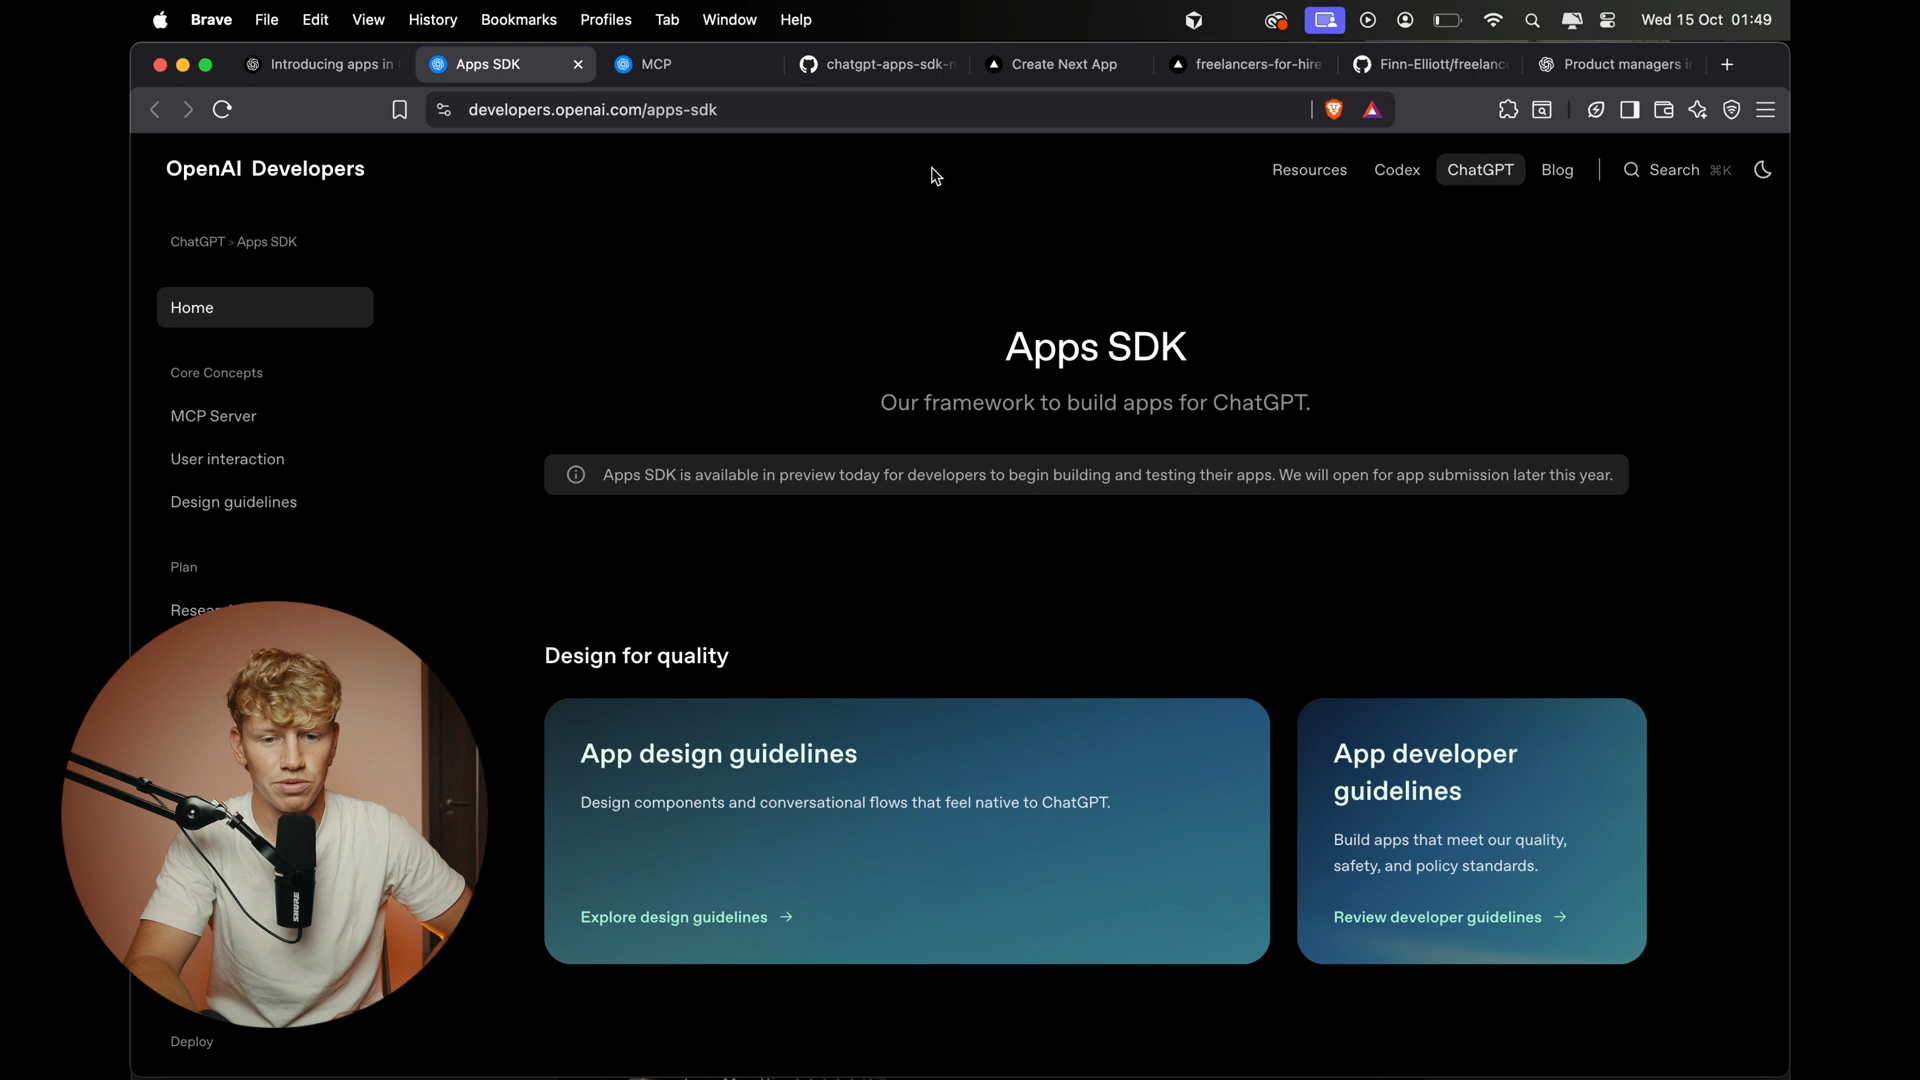 Brave File Edit View History Bookmarks Profiles Tab Window Help Wed 15 Oct 01:49
Introducing apps in Apps SDK MCP chatgpt-apps-sdk-n Create Next App freelancers-for-hire Finn-Elliott/freelanc Product managers i
developers.openai.com/apps-sdk
OpenAI Developers
Resources Codex ChatGPT Blog Search ⌘K
ChatGPT > Apps SDK
Home
Core Concepts
MCP Server
User interaction
Design guidelines
Plan
Apps SDK
Our framework to build apps for ChatGPT.
Apps SDK is available in preview today for developers to begin building and testing their apps. We will open for app submission later this year.
Design for quality
App design guidelines
Design components and conversational flows that feel native to ChatGPT.
Explore design guidelines →
App developer
guidelines
Build apps that meet our quality,
safety, and policy standards.
Review developer guidelines →
SHURE
Deploy